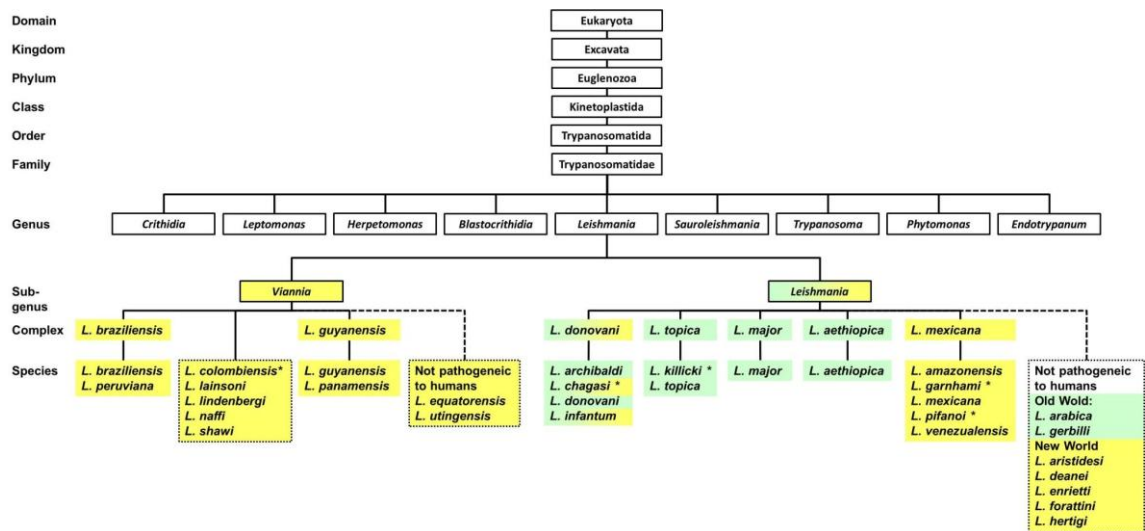 Domain
Eukaryota
Kingdom
Excavata
Phylum
Euglenozoa
Class
Kinetoplastida
Order
Trypanosomatida
Family
Trypanosomatidae
Genus
Crithidia
Leptomonas
Herpetomonas
Blastocrithidia
Leishmania
Sauroleishmania
Trypanosoma
Phytomonas
Endotrypanum
Sub-
genus
Viannia
Leishmania
Complex
L. braziliensis
L. guyanensis
L. donovani
L. topica
L. major
L. aethiopica
L. mexicana
Species
L. braziliensis
L. peruviana
L. colombiensis*
L. lainsoni
L. lindenbergi
L. naffi
L. shawi
L. guyanensis
L. panamensis
Not pathogeneic
to humans
L. equatorensis
L. utingensis
L. archibaldi
L. chagasi *
L. donovani
L. infantum
L. killicki *
L. topica
L. major
L. aethiopica
L. amazonensis
L. garnhami *
L. mexicana
L. pifanoi *
L. venezualensis
Not pathogeneic
to humans
Old Wold:
L. arabica
L. gerbilli
New World
L. aristidesi
L. deanei
L. enrietti
L. forattini
L. hertigi